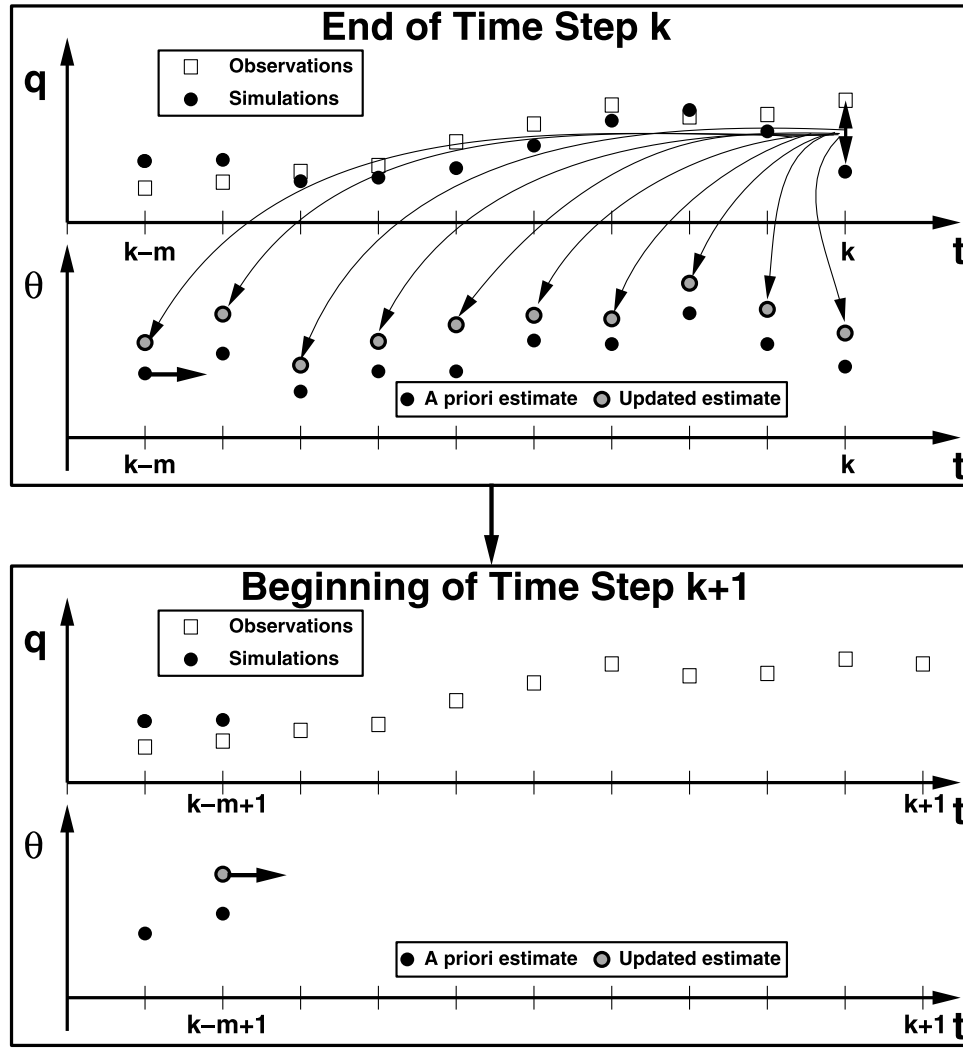 End of Time Step k
q
Observations
Simulations
k−m
k
t
θ
A priori estimate
Updated estimate
k−m
k
t
Beginning of Time Step k+1
q
Observations
Simulations
k−m+1
k+1
t
θ
A priori estimate
Updated estimate
k−m+1
k+1
t